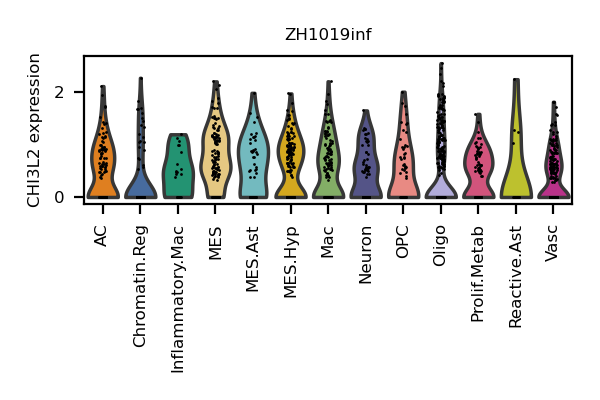 ZH1019inf
CHI3L2 expression
2
0
AC
Chromatin.Reg
Inflammatory.Mac
MES
MES.Ast
MES.Hyp
Mac
Neuron
OPC
Oligo
Prolif.Metab
Reactive.Ast
Vasc